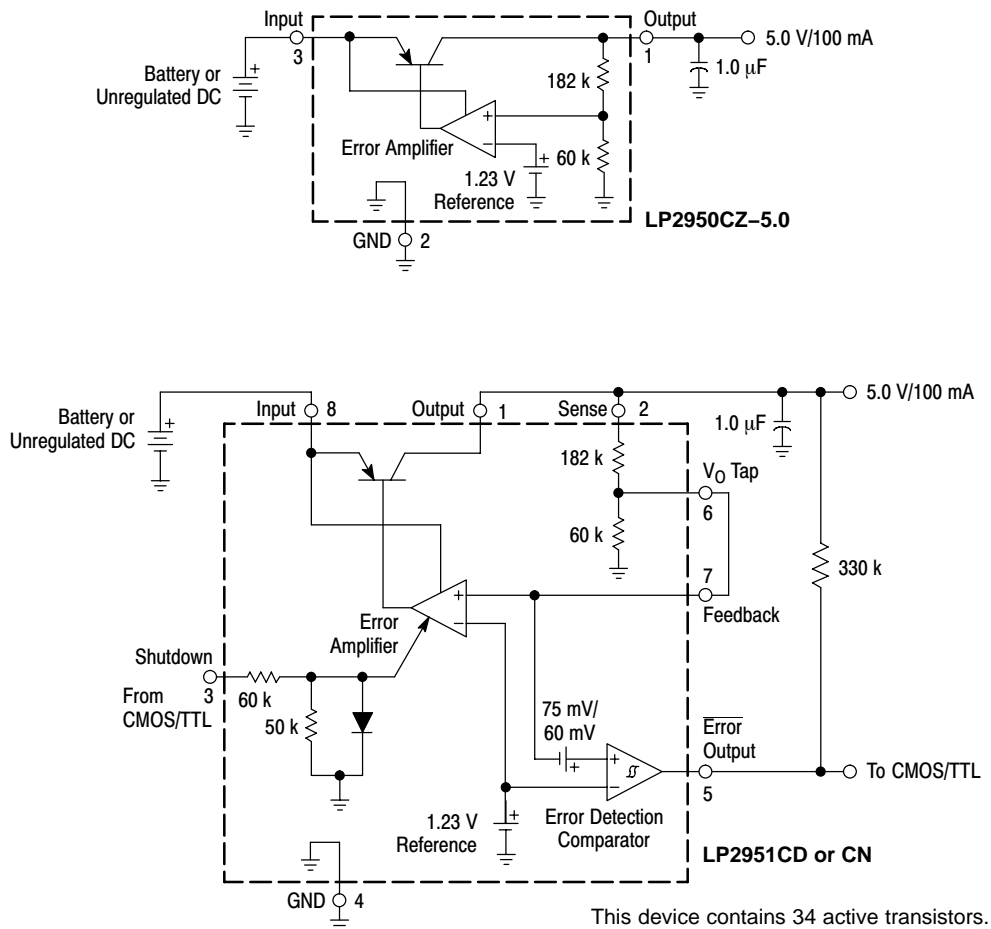 Input
3
Output
1
5.0 V/100 mA
1.0 μF
Battery or
Unregulated DC
182 k
+
+
−
Error Amplifier
60 k
+
1.23 V
Reference
GND 2
LP2950CZ−5.0
Battery or
Unregulated DC
+
Input 8
Output 1
Sense 2
5.0 V/100 mA
1.0 μF
182 k
VO Tap
6
60 k
330 k
7
Feedback
+
−
Error
Amplifier
Shutdown
3
From
CMOS/TTL
60 k
50 k
75 mV/
60 mV
+
+
−
Error
Output
5
To CMOS/TTL
+
1.23 V
Reference
Error Detection
Comparator
LP2951CD or CN
GND 4
This device contains 34 active transistors.